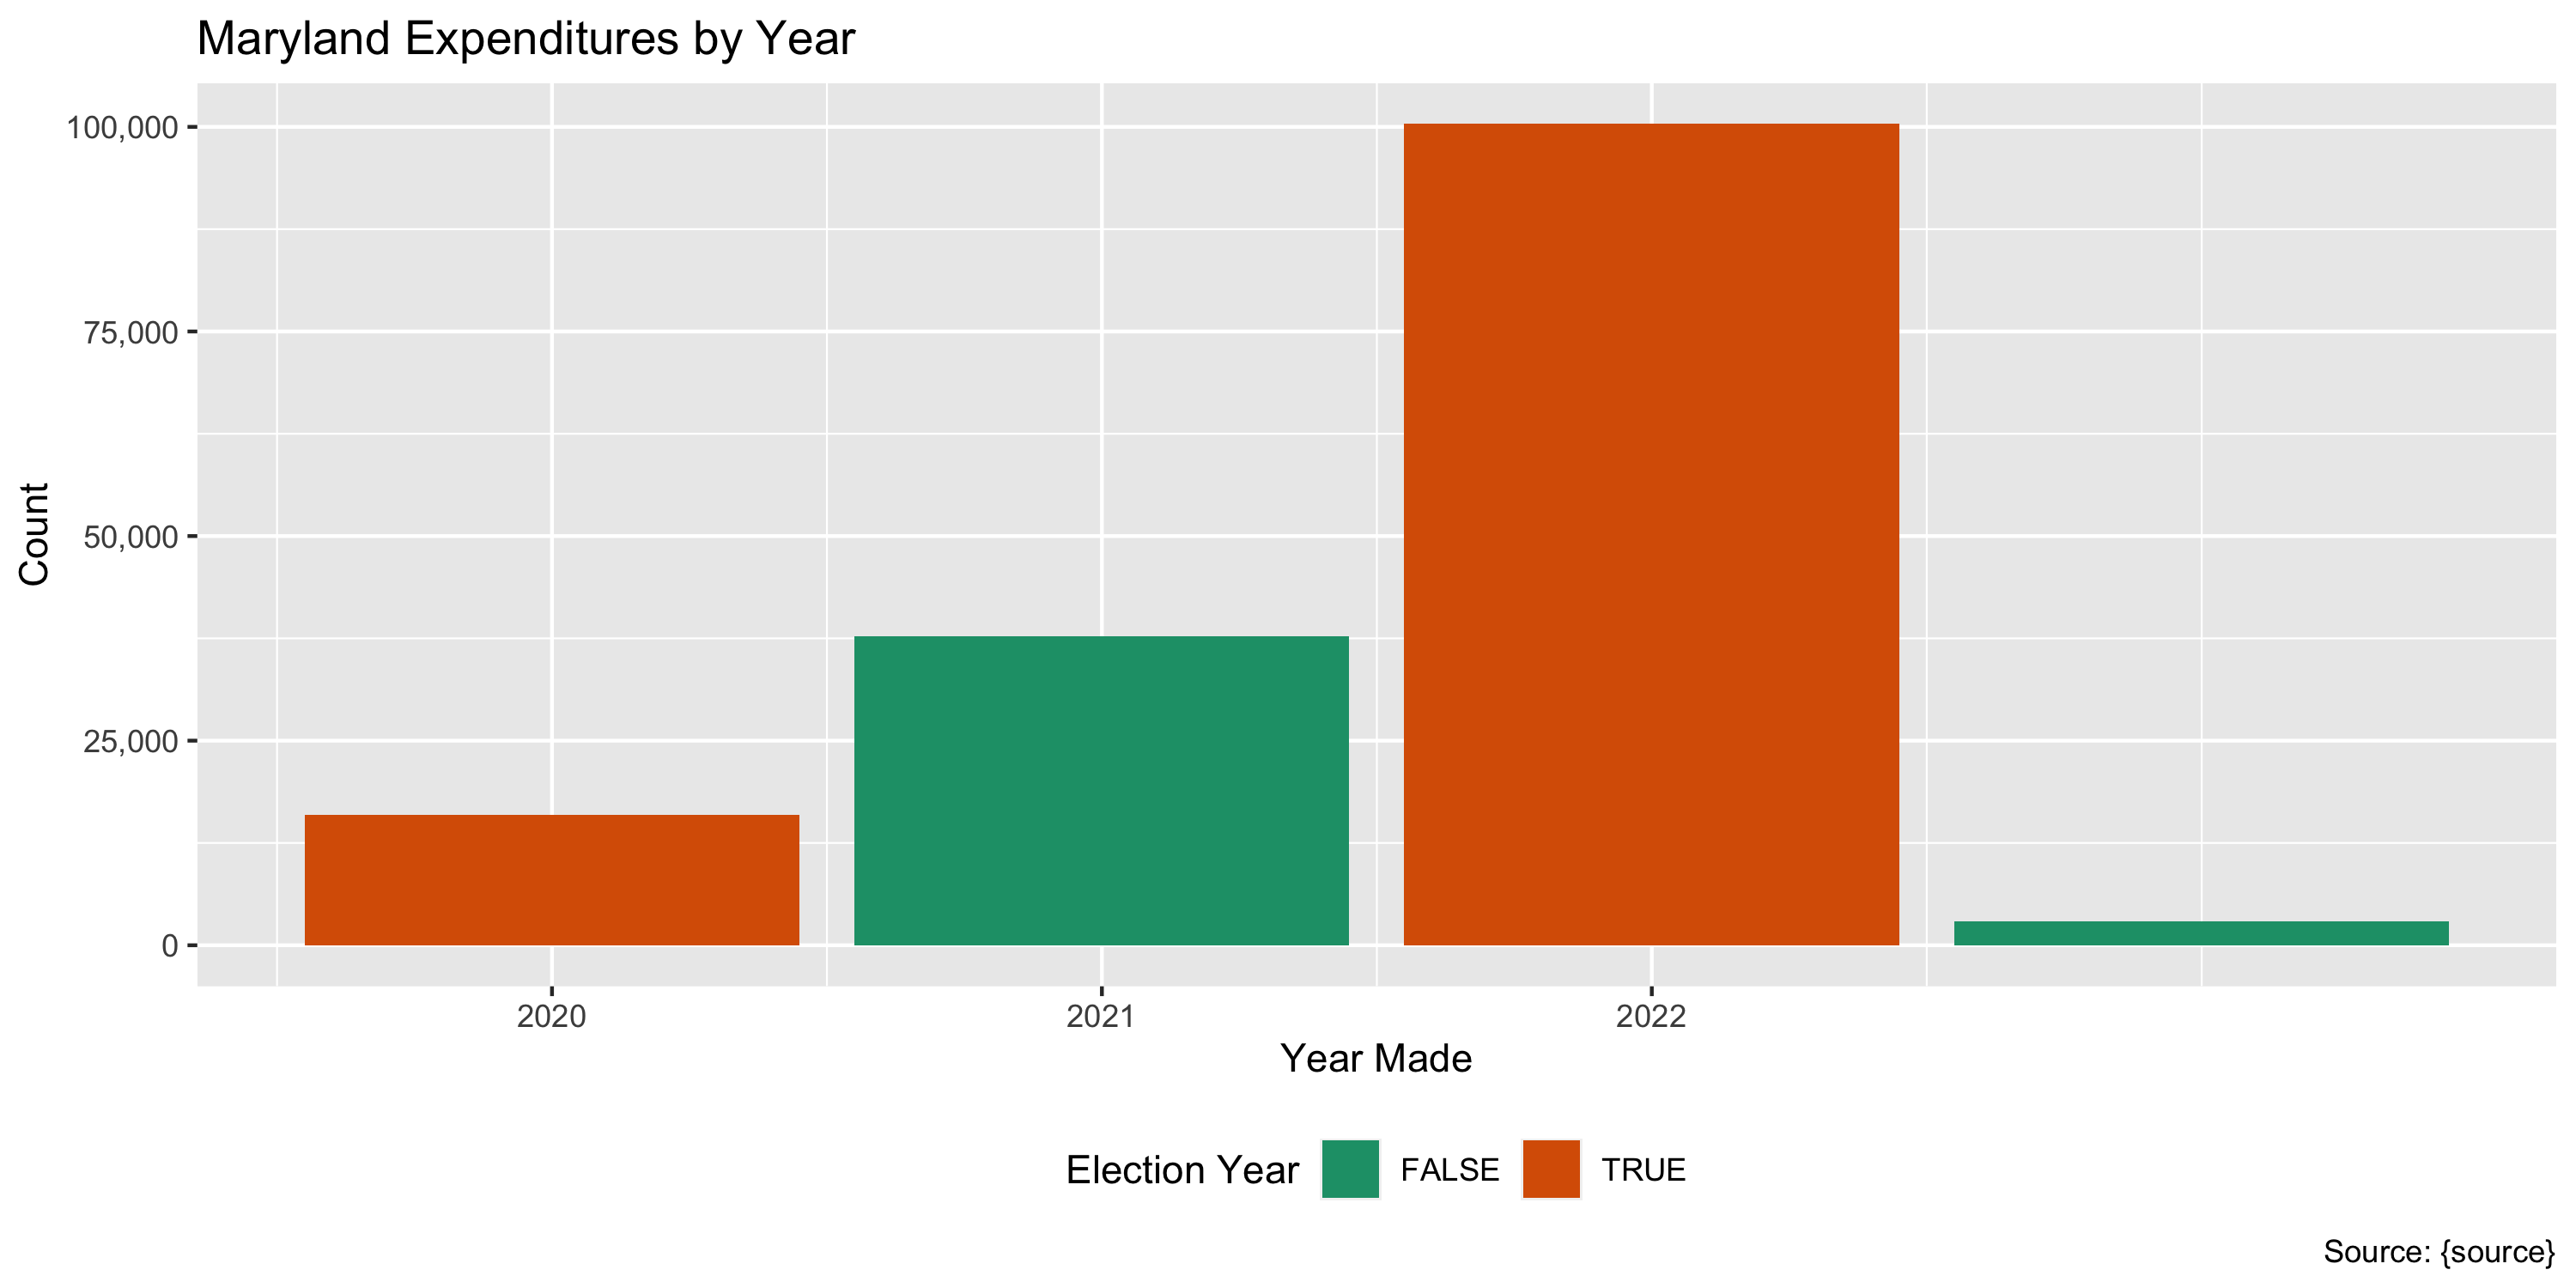 Maryland Expenditures by Year
100,000
75,000
50,000
25,000
0
Count
2020 2021 2022
Year Made
Election Year FALSE TRUE
Source: {source}